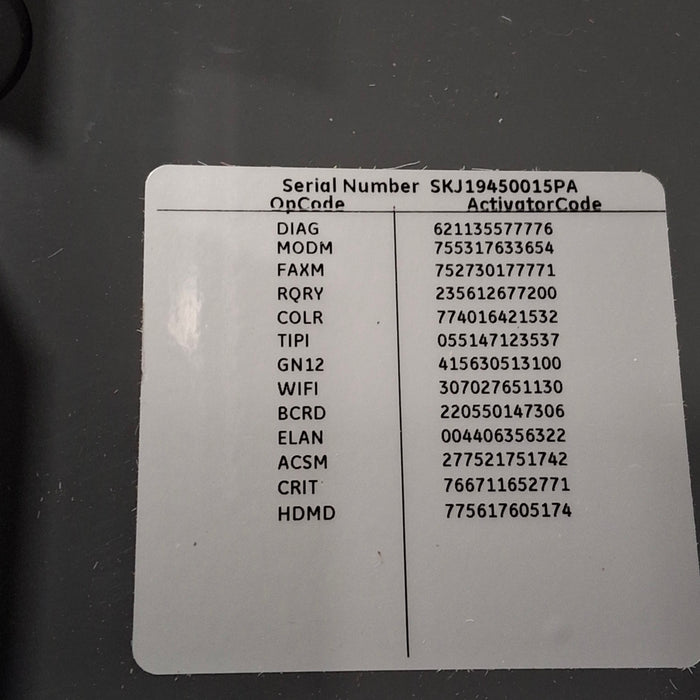 Serial Number SKJ19450015PA
OpCode ActivatorCode
DIAG 621135577776
MODM 755317633654
FAXM 752730177771
RQRY 235612677200
COLR 774016421532
TIPI 055147123537
GN12 415630513100
WIFI 307027651130
BCRD 220550147306
ELAN 004406356322
ACSM 277521751742
CRIT 766711652771
HDMD 775617605174